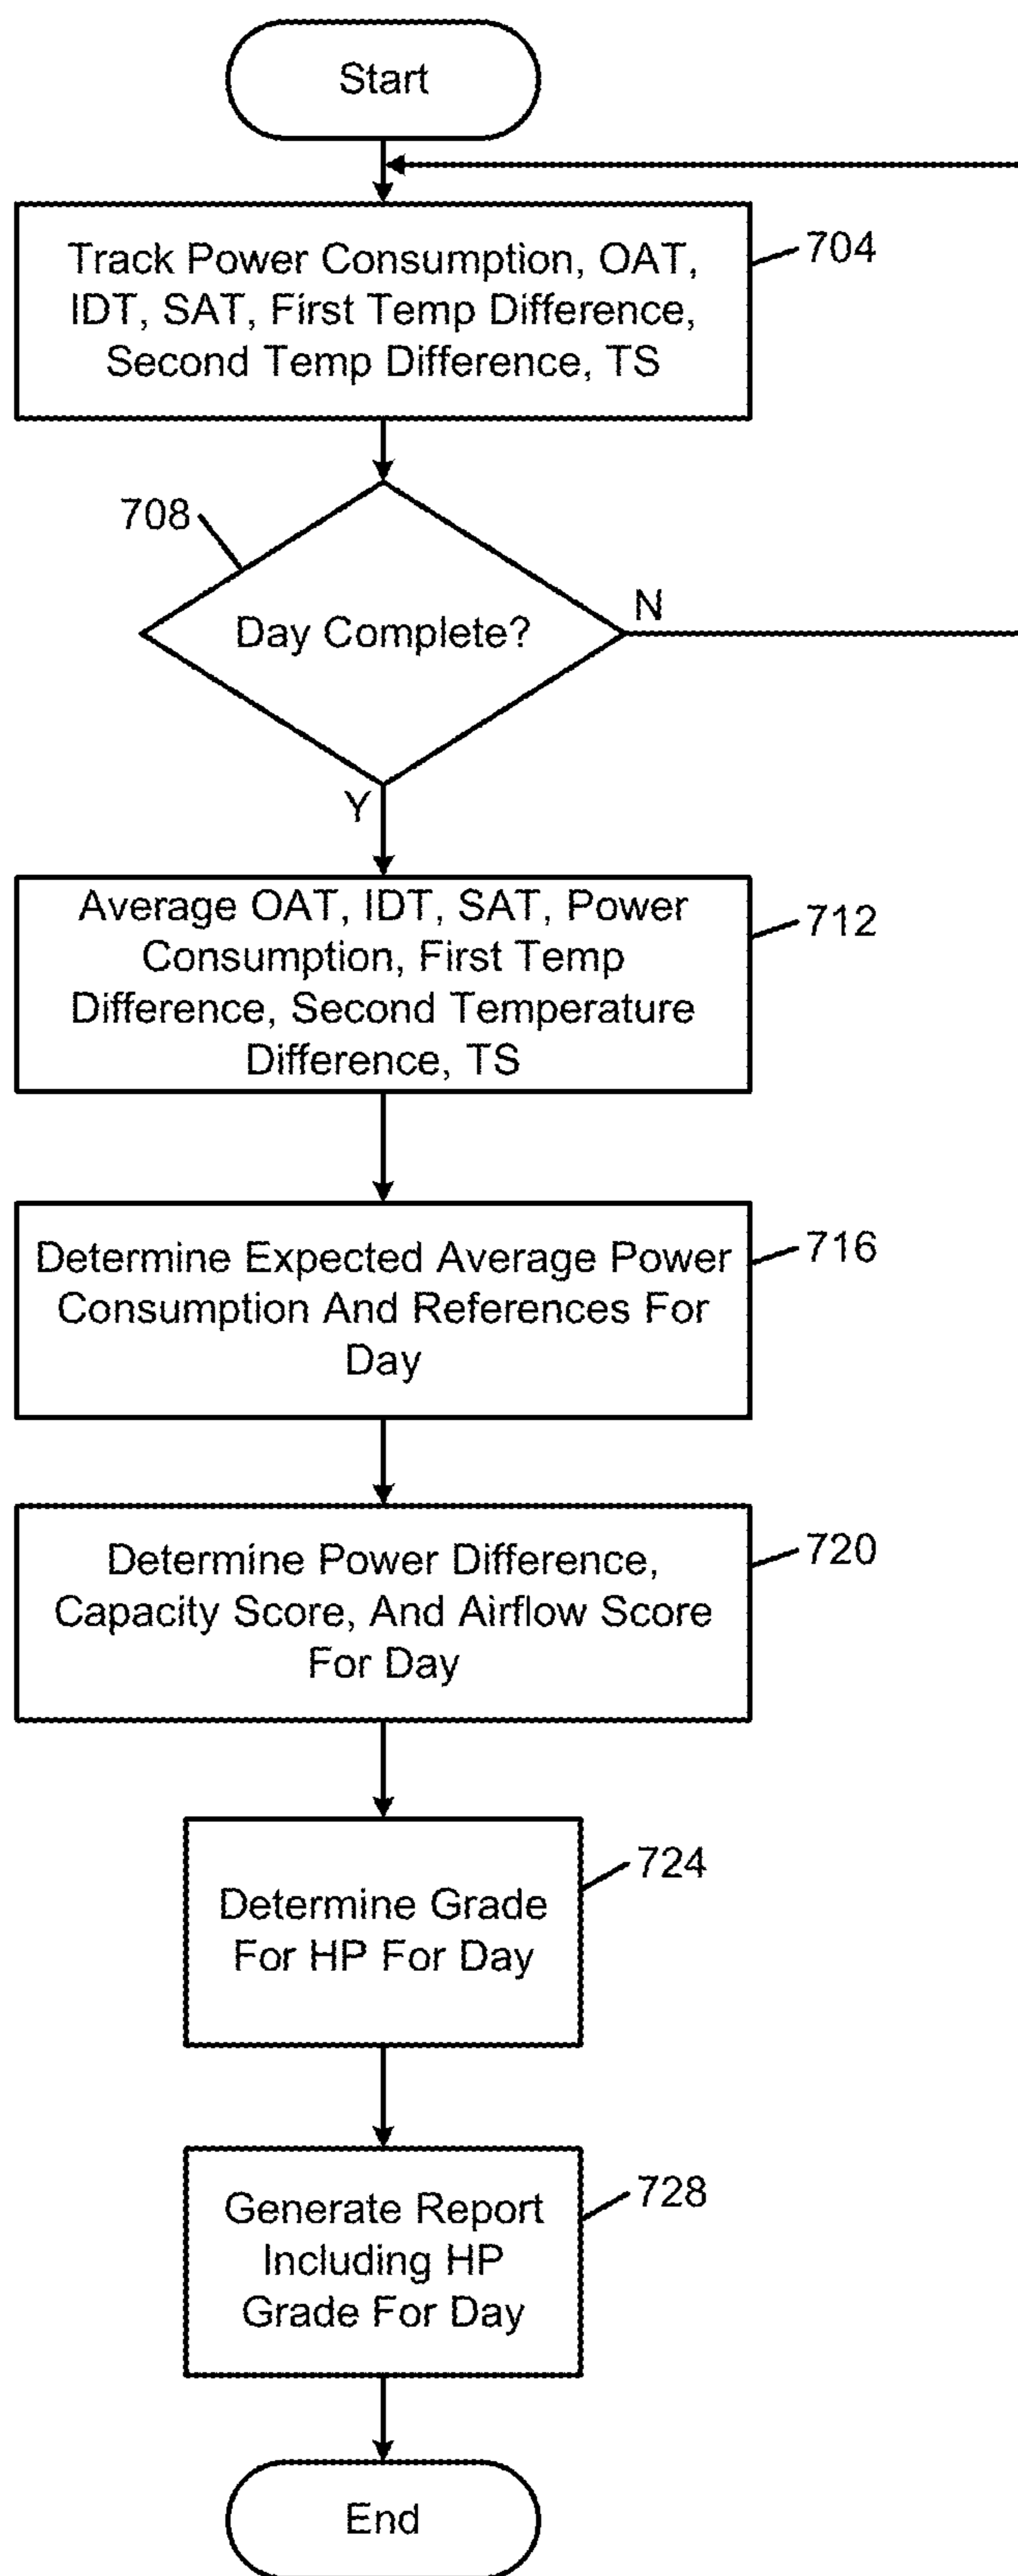 Start
Track Power Consumption, OAT,
IDT, SAT, First Temp Difference,
Second Temp Difference, TS
704
708
Day Complete?
N
Y
Average OAT, IDT, SAT, Power
Consumption, First Temp
Difference, Second Temperature
Difference, TS
712
Determine Expected Average Power
Consumption And References For
Day
716
Determine Power Difference,
Capacity Score, And Airflow Score
For Day
720
Determine Grade
For HP For Day
724
Generate Report
Including HP
Grade For Day
728
End